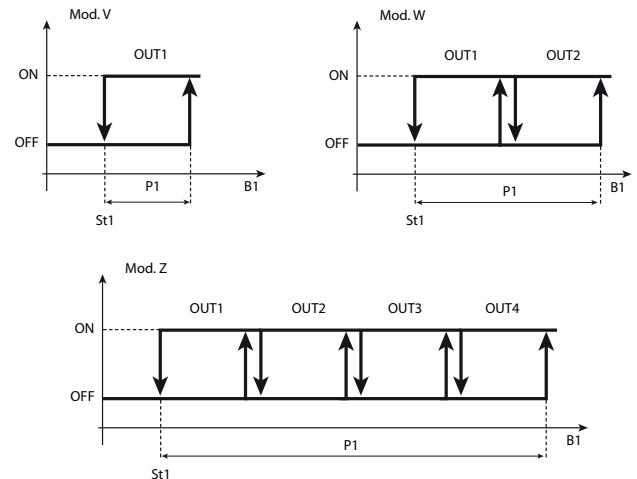 Mod. V
OUT1
ON
OFF
P1
B1
St1
Mod. W
OUT1 OUT2
ON
OFF
P1
B1
St1
Mod. Z
OUT1 OUT2 OUT3 OUT4
ON
OFF
P1
B1
St1